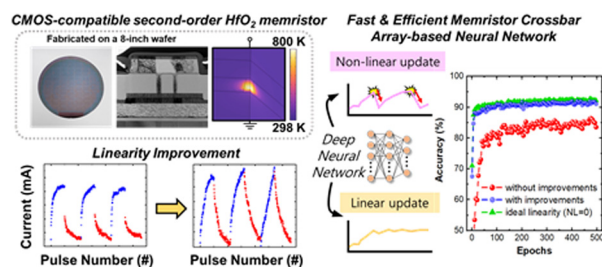 CMOS-compatible second-order HfO2 memristor
Fabricated on a 8-inch wafer
800 K
298 K
Linearity Improvement
Current (mA)
Pulse Number (#)
Pulse Number (#)
Fast & Efficient Memristor Crossbar
Array-based Neural Network
Non-linear update
Deep
Neural
Network
Linear update
Accuracy (%)
100
90
80
70
60
50
without improvements
with improvements
ideal linearity (NL=0)
0 100 200 300 400 500
Epochs